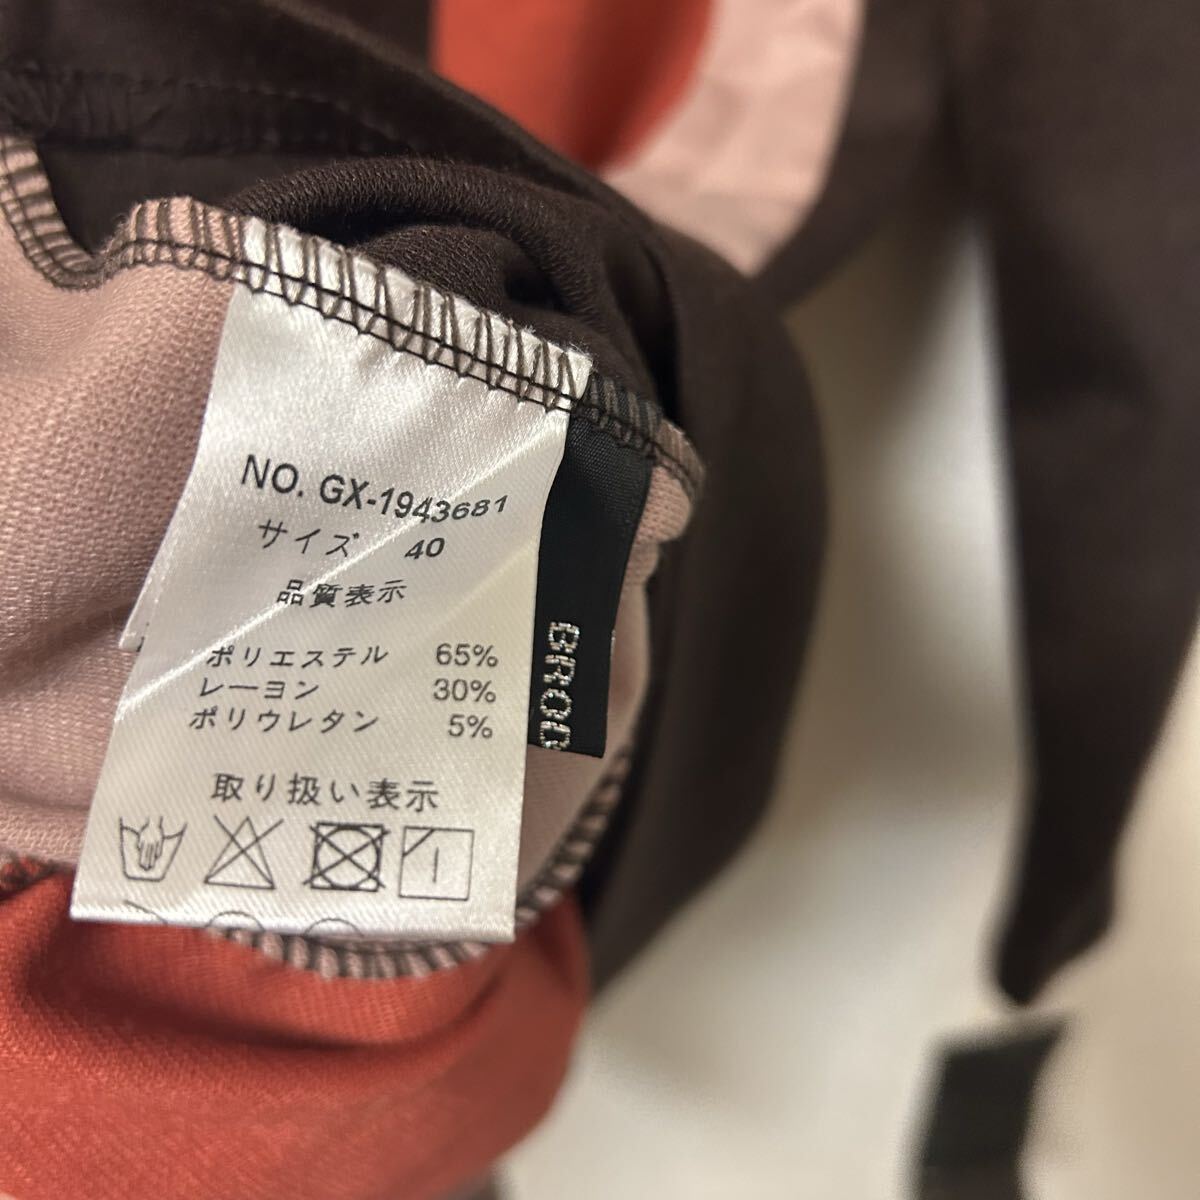 NO. GX-1943681
サイズ 40
品質表示
ポリエステル 65%
レーヨン 30%
ポリウレタン 5%
取り扱い表示
BROC